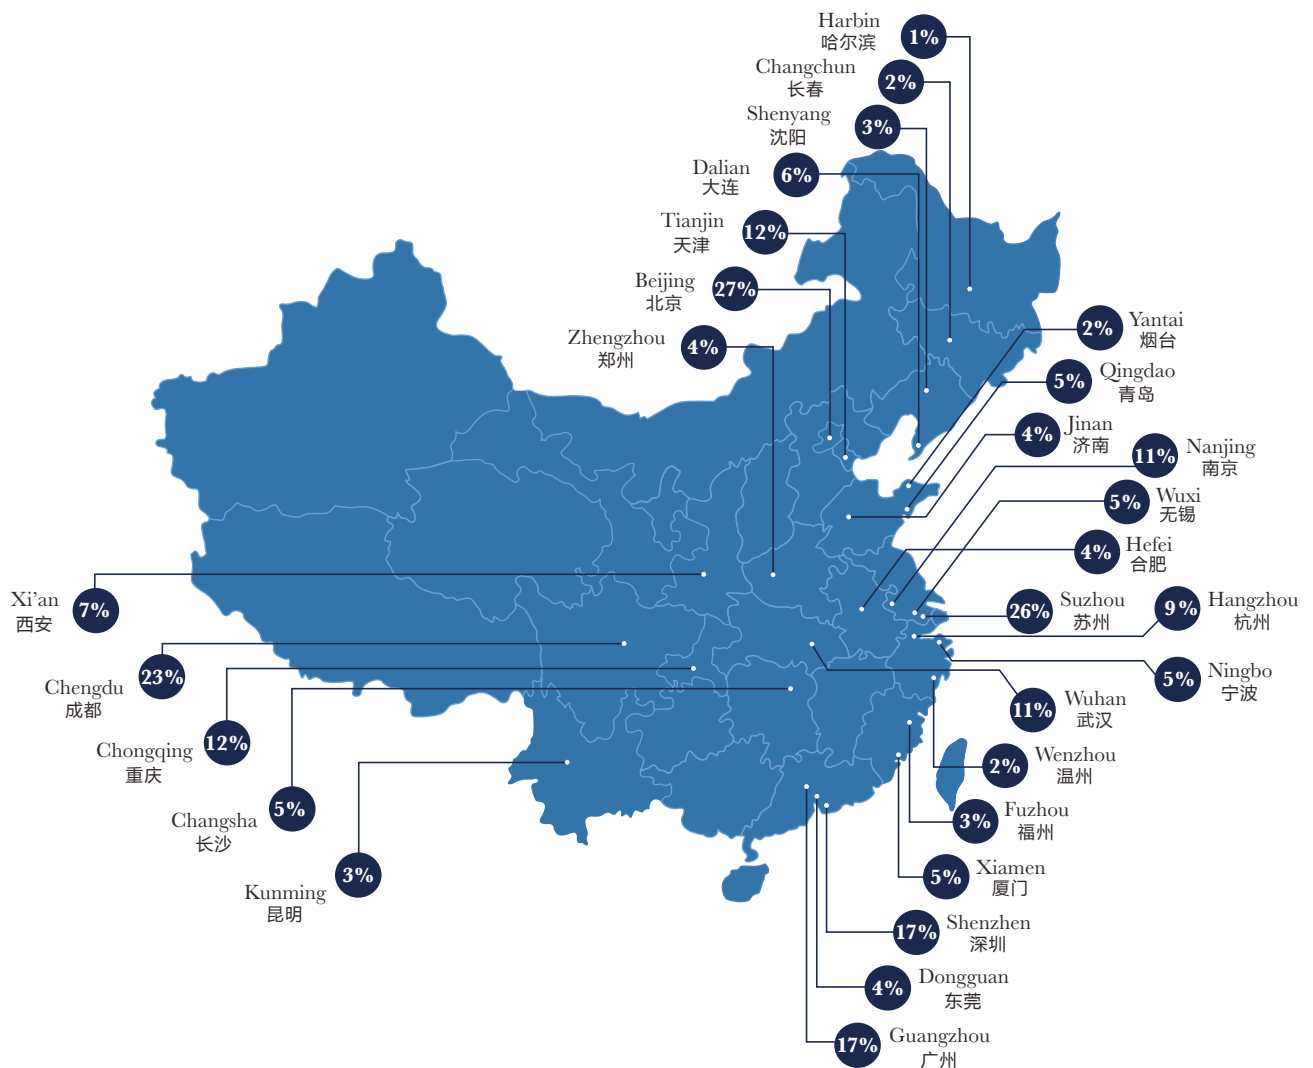 Harbin
哈尔滨
1%
Changchun
长春
2%
Shenyang
沈阳
3%
Dalian
大连
6%
Tianjin
天津
12%
Beijing
北京
27%
Zhengzhou
郑州
4%
Yantai
烟台
2%
Qingdao
青岛
5%
Jinan
济南
4%
Nanjing
南京
11%
Wuxi
无锡
5%
Hefei
合肥
4%
Suzhou
苏州
26%
Hangzhou
杭州
9%
Ningbo
宁波
5%
Wuhan
武汉
11%
Wenzhou
温州
2%
Fuzhou
福州
3%
Xiamen
厦门
5%
Shenzhen
深圳
17%
Dongguan
东莞
4%
Guangzhou
广州
17%
Xi’an
西安
7%
Chengdu
成都
23%
Chongqing
重庆
12%
Changsha
长沙
5%
Kunming
昆明
3%